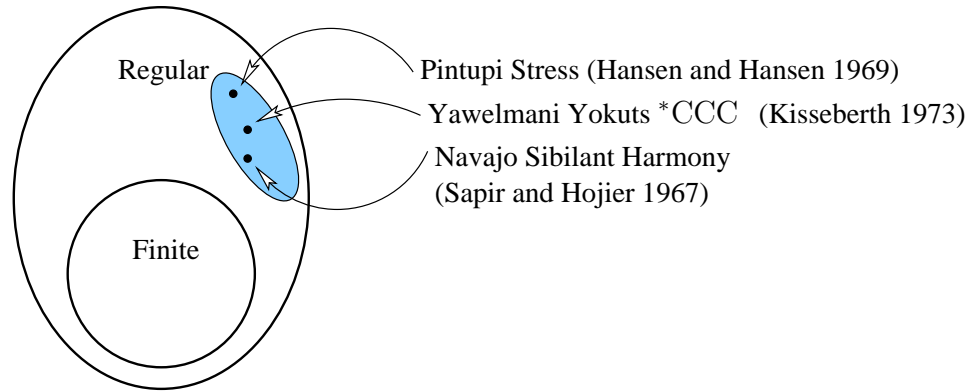 Regular
Pintupi Stress (Hansen and Hansen 1969)
Yawelmani Yokuts *CCC (Kisseberth 1973)
Navajo Sibilant Harmony
(Sapir and Hojier 1967)
Finite